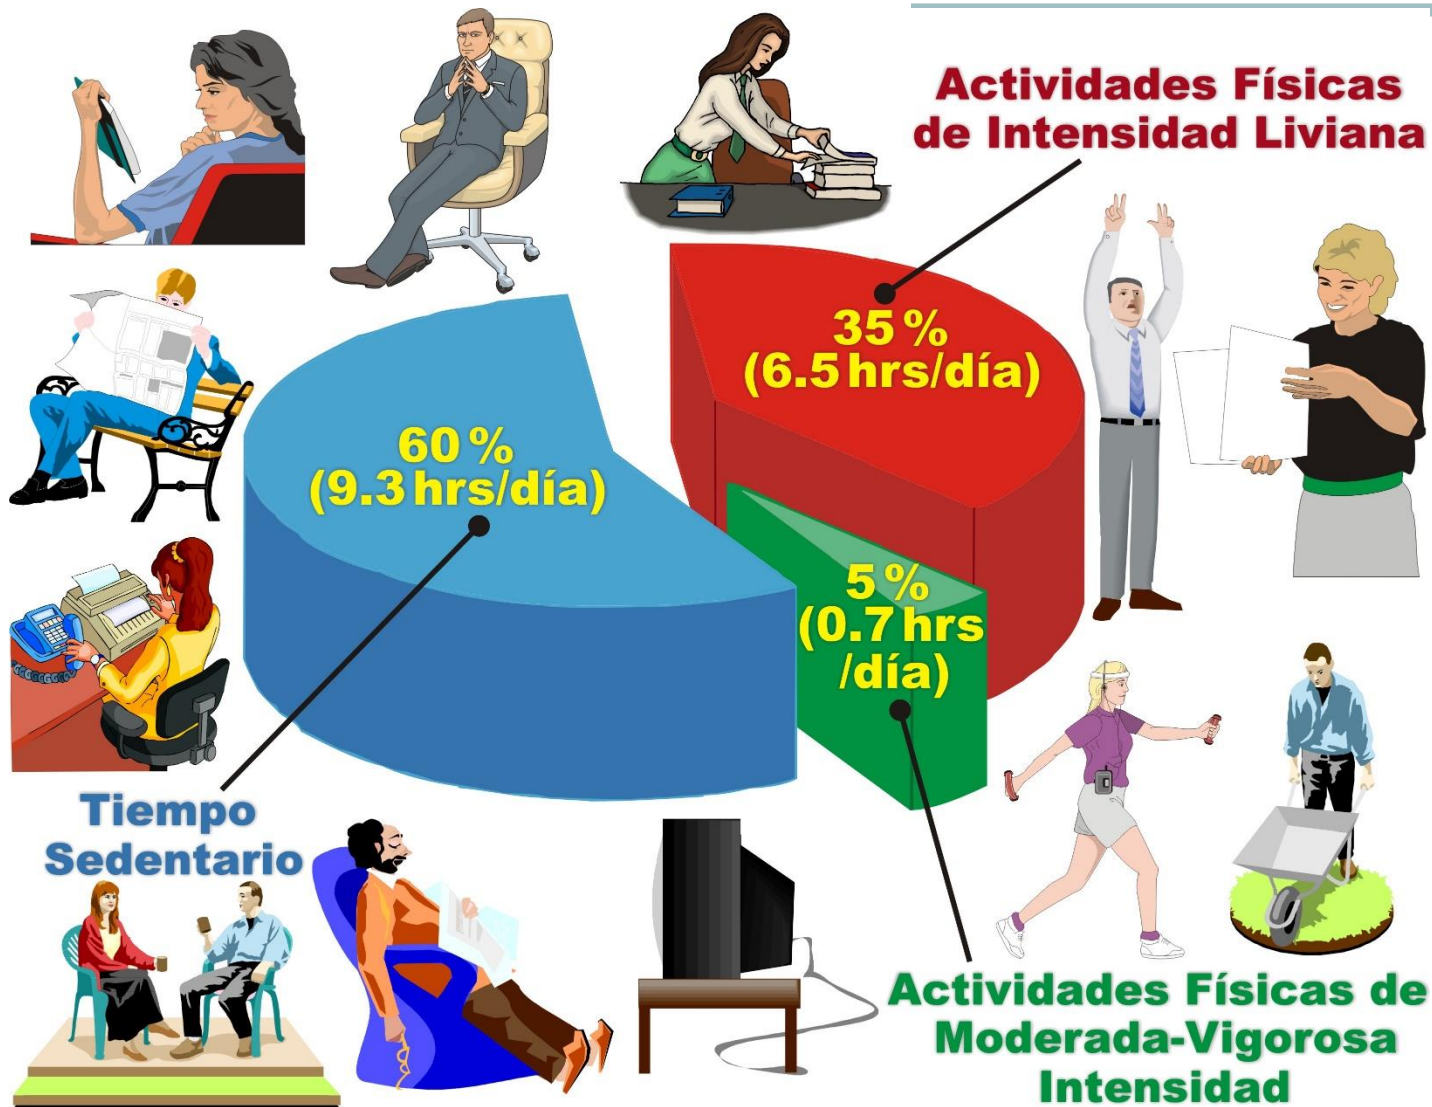 Actividades Físicas
de Intensidad Liviana
35 %
(6.5 hrs/día)
60 %
(9.3 hrs/día)
5 %
(0.7 hrs
/día)
Tiempo
Sedentario
Actividades Físicas de
Moderada-Vigorosa
Intensidad